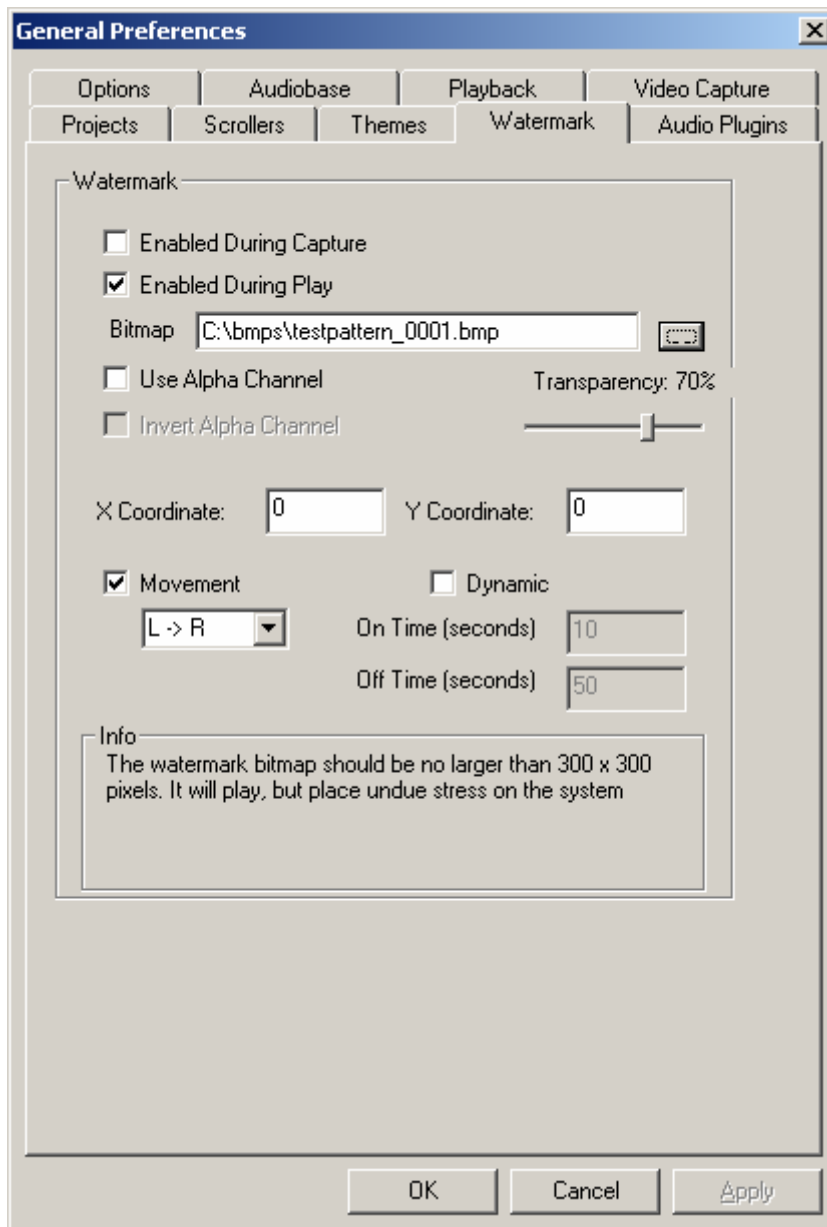 General Preferences
Options Audiobase Playback Video Capture
Projects Scrollers Themes Watermark Audio Plugins
Watermark
Enabled During Capture
Enabled During Play
Bitmap C:\bmps\testpattern_0001.bmp ...
Use Alpha Channel Transparency: 70%
Invert Alpha Channel
X Coordinate: 0 Y Coordinate: 0
Movement Dynamic
L -> R On Time (seconds) 10
Off Time (seconds) 50
Info
The watermark bitmap should be no larger than 300 x 300
pixels. It will play, but place undue stress on the system
OK Cancel Apply